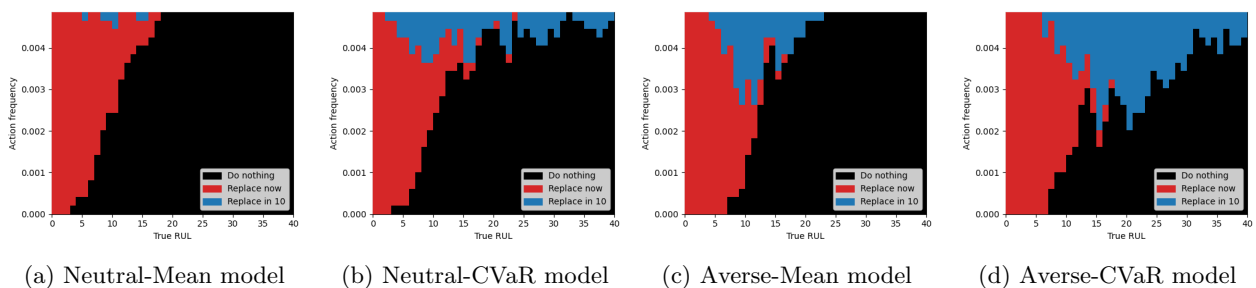 Action frequency
0.004
0.003
0.002
0.001
0.000
0 5 10 15 20 25 30 35 40
True RUL
Do nothing
Replace now
Replace in 10
(a) Neutral-Mean model
Action frequency
0.004
0.003
0.002
0.001
0.000
0 5 10 15 20 25 30 35 40
True RUL
Do nothing
Replace now
Replace in 10
(b) Neutral-CVaR model
Action frequency
0.004
0.003
0.002
0.001
0.000
0 5 10 15 20 25 30 35 40
True RUL
Do nothing
Replace now
Replace in 10
(c) Averse-Mean model
Action frequency
0.004
0.003
0.002
0.001
0.000
0 5 10 15 20 25 30 35 40
True RUL
Do nothing
Replace now
Replace in 10
(d) Averse-CVaR model